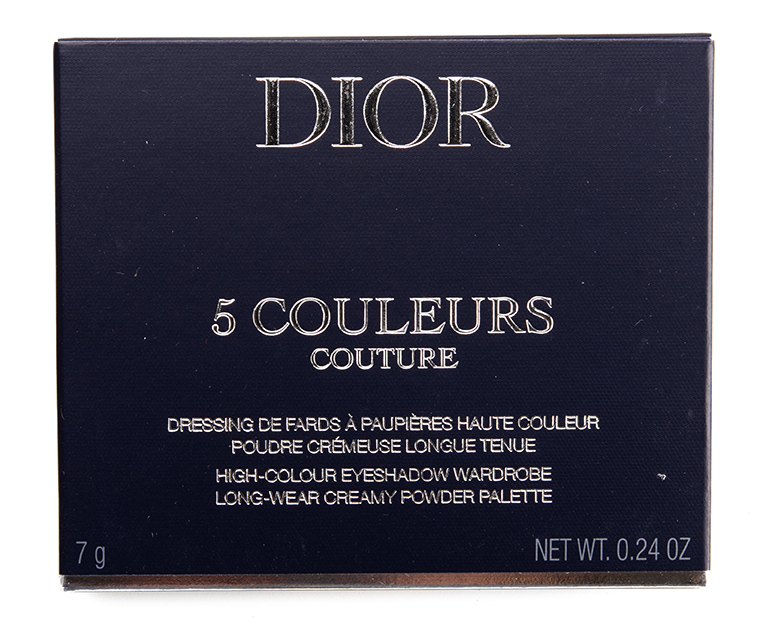 DIOR
5 COULEURS
COUTURE
DRESSING DE FARDS À PAUPIÈRES HAUTE COULEUR
POUDRE CRÉMEUSE LONGUE TENUE
HIGH-COLOUR EYESHADOW WARDROBE
LONG-WEAR CREAMY POWDER PALETTE
7 g NET WT. 0.24 OZ